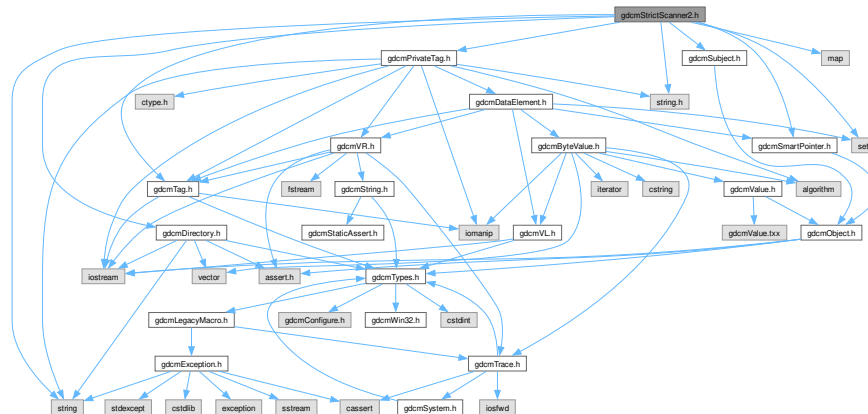 gdcmStrictScanner2.h
gdcmPrivateTag.h
gdcmSubject.h
map
ctype.h
gdcmDataElement.h
string.h
gdcmVR.h
gdcmByteValue.h
gdcmSmartPointer.h
set
gdcmTag.h
fstream
gdcmString.h
iterator
cstring
gdcmValue.h
algorithm
gdcmDirectory.h
gdcmStaticAssert.h
iomanip
gdcmVL.h
gdcmValue.txx
gdcmObject.h
iostream
vector
assert.h
gdcmTypes.h
gdcmLegacyMacro.h
gdcmConfigure.h
gdcmWin32.h
cstdint
gdcmException.h
gdcmTrace.h
string
stdexcept
cstdlib
exception
sstream
cassert
gdcmSystem.h
iosfwd